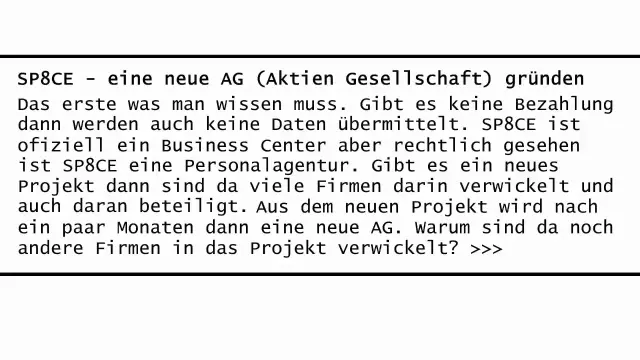 SP8CE - eine neue AG (Aktien Gesellschaft) gründen
Das erste was man wissen muss. Gibt es keine Bezahlung
dann werden auch keine Daten übermittelt. SP8CE ist
ofiziell ein Business Center aber rechtlich gesehen
ist SP8CE eine Personalagentur. Gibt es ein neues
Projekt dann sind da viele Firmen darin verwickelt und
auch daran beteiligt. Aus dem neuen Projekt wird nach
ein paar Monaten dann eine neue AG. Warum sind da noch
andere Firmen in das Projekt verwickelt? >>>